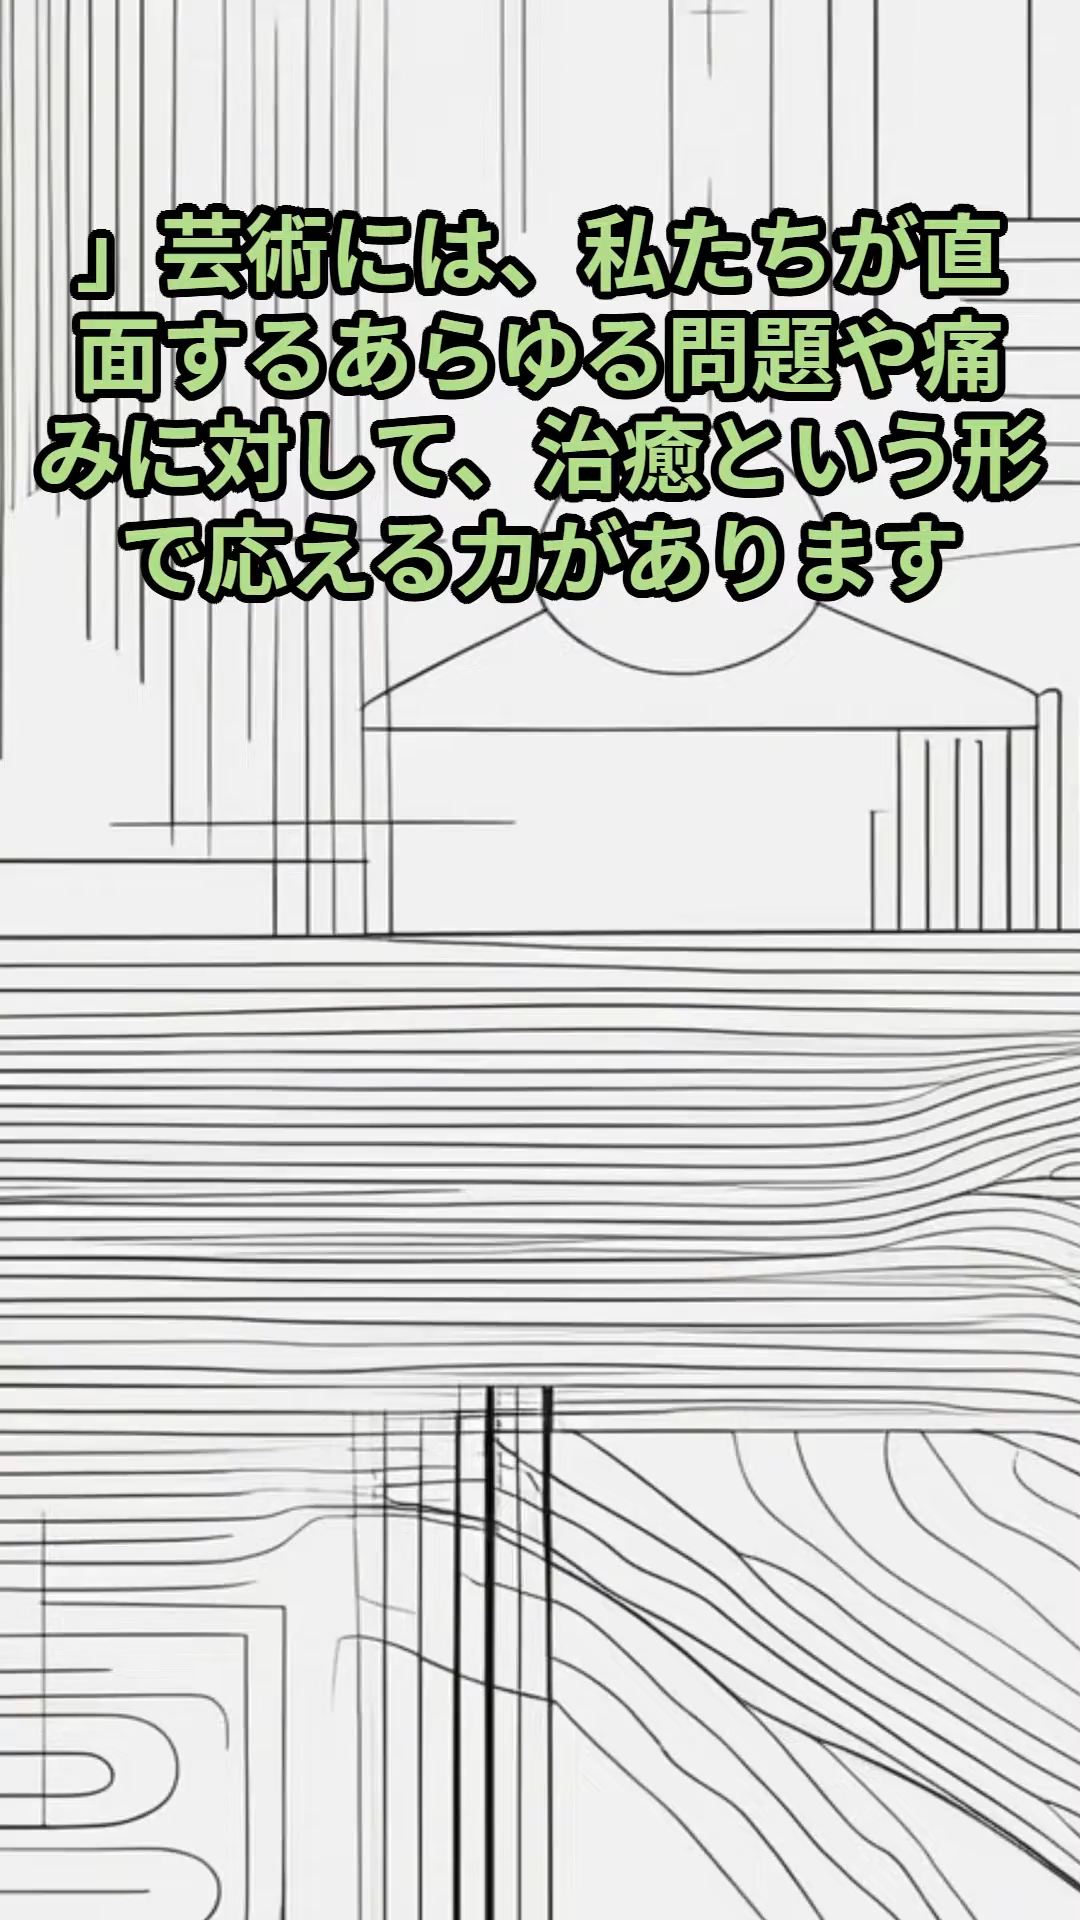 」芸術には、私たちが直
面するあらゆる問題や痛
みに対して、治癒という形
で応える力があります